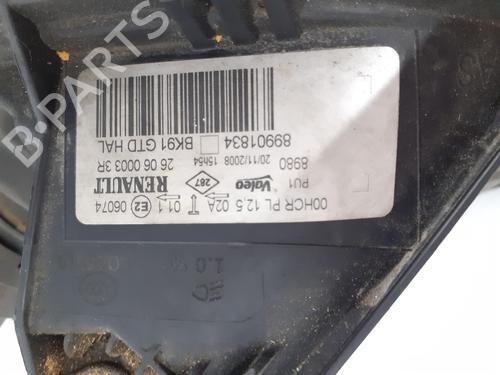 00HCR PL 12,5 02A 01.1 E2 06074
PU1 Valeo 287 RENAULT
8980 20/11/2008 15h54 26 06 0003 3R
89901834 BK91 GTD HAL
1.0
B-PARTS